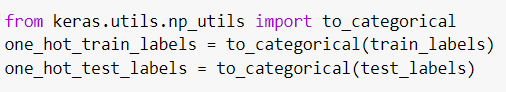 from keras.utils.np_utils import to_categorical
one_hot_train_labels = to_categorical(train_labels)
one_hot_test_labels = to_categorical(test_labels)